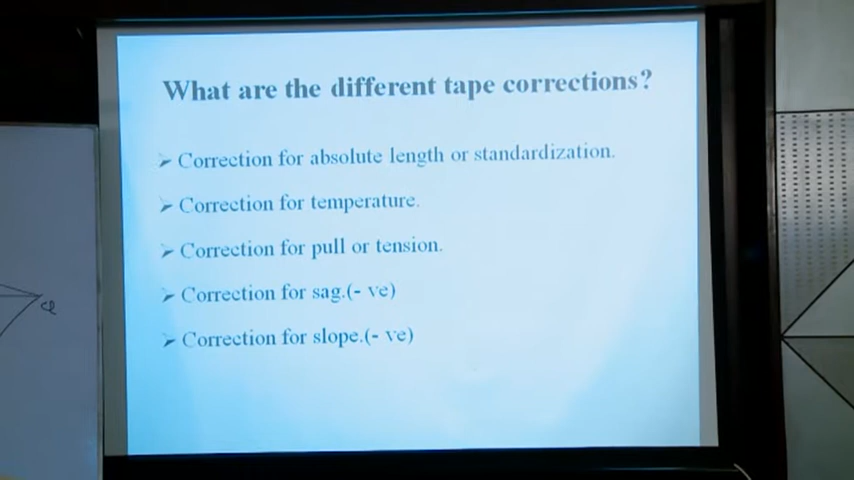 What are the different tape corrections?
➢ Correction for absolute length or standardization.
➢ Correction for temperature.
➢ Correction for pull or tension.
➢ Correction for sag.(- ve)
➢ Correction for slope.(- ve)